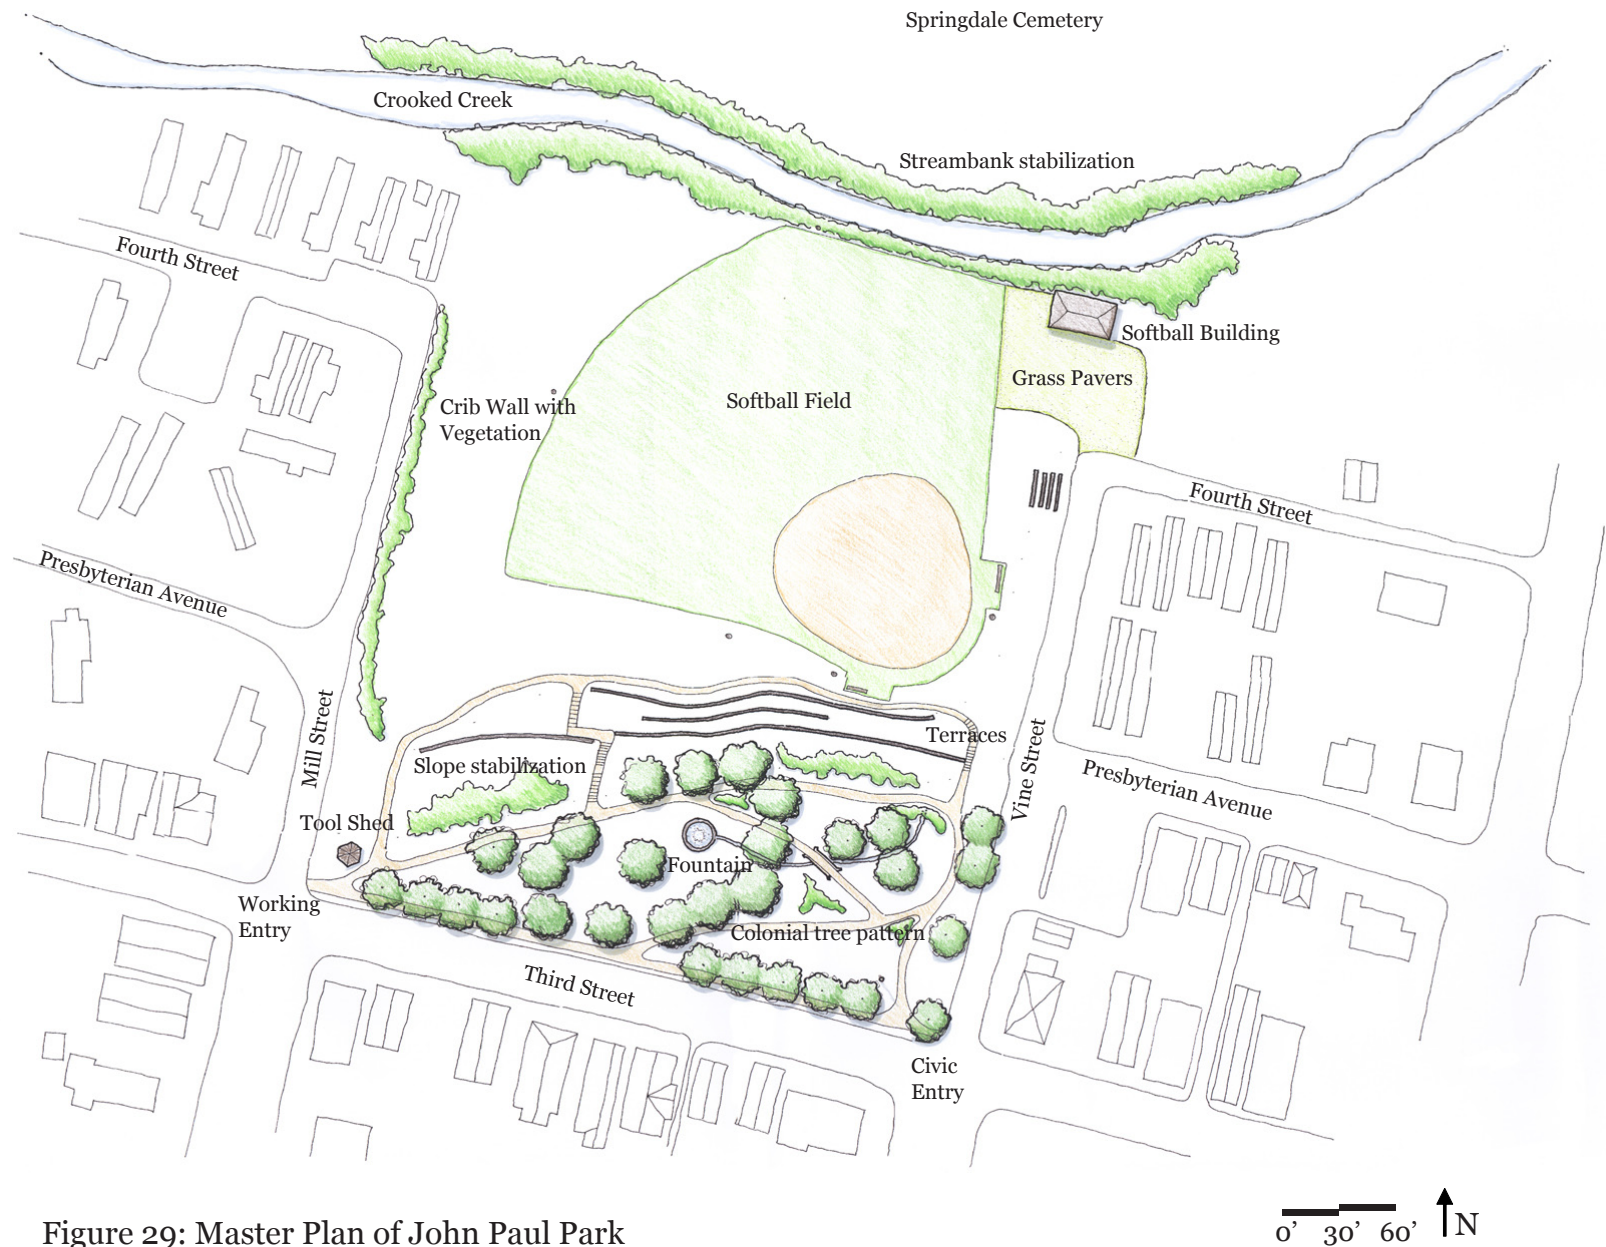 Springdale Cemetery
Crooked Creek
Streambank stabilization
Fourth Street
Softball Building
Grass Pavers
Softball Field
Crib Wall with
Vegetation
Fourth Street
Presbyterian Avenue
Mill Street
Terraces
Vine Street
Slope stabilization
Presbyterian Avenue
Tool Shed
Fountain
Working
Entry
Colonial tree pattern
Third Street
Civic
Entry
Figure 29: Master Plan of John Paul Park
0' 30' 60' N